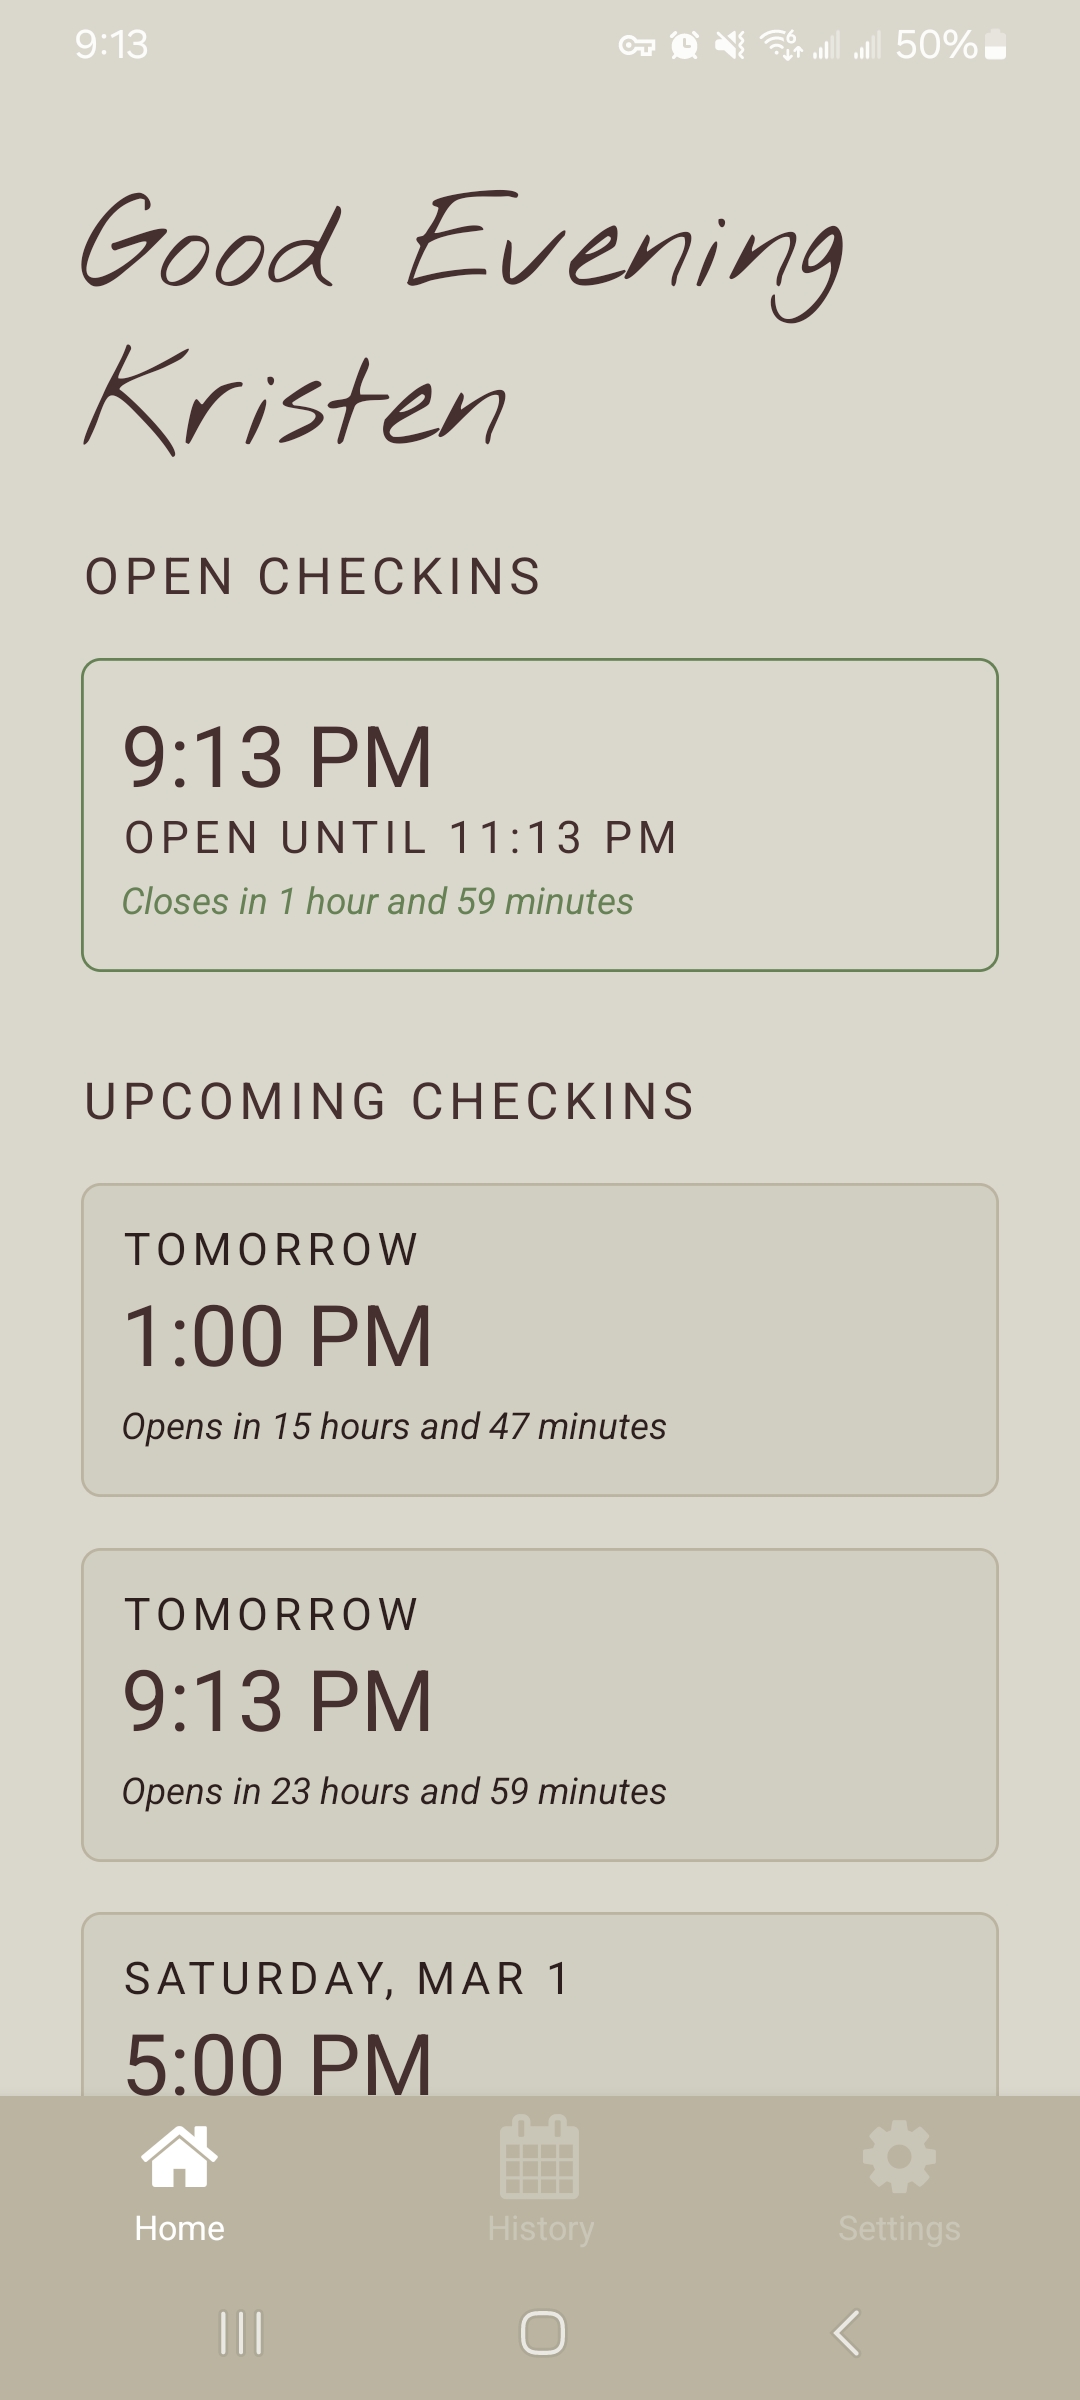 9:13
6
50%
Good Evening
Kristen
OPEN CHECKINS
9:13 PM
OPEN UNTIL 11:13 PM
Closes in 1 hour and 59 minutes
UPCOMING CHECKINS
TOMORROW
1:00 PM
Opens in 15 hours and 47 minutes
TOMORROW
9:13 PM
Opens in 23 hours and 59 minutes
SATURDAY, MAR 1
5:00 PM
Home
History
Settings